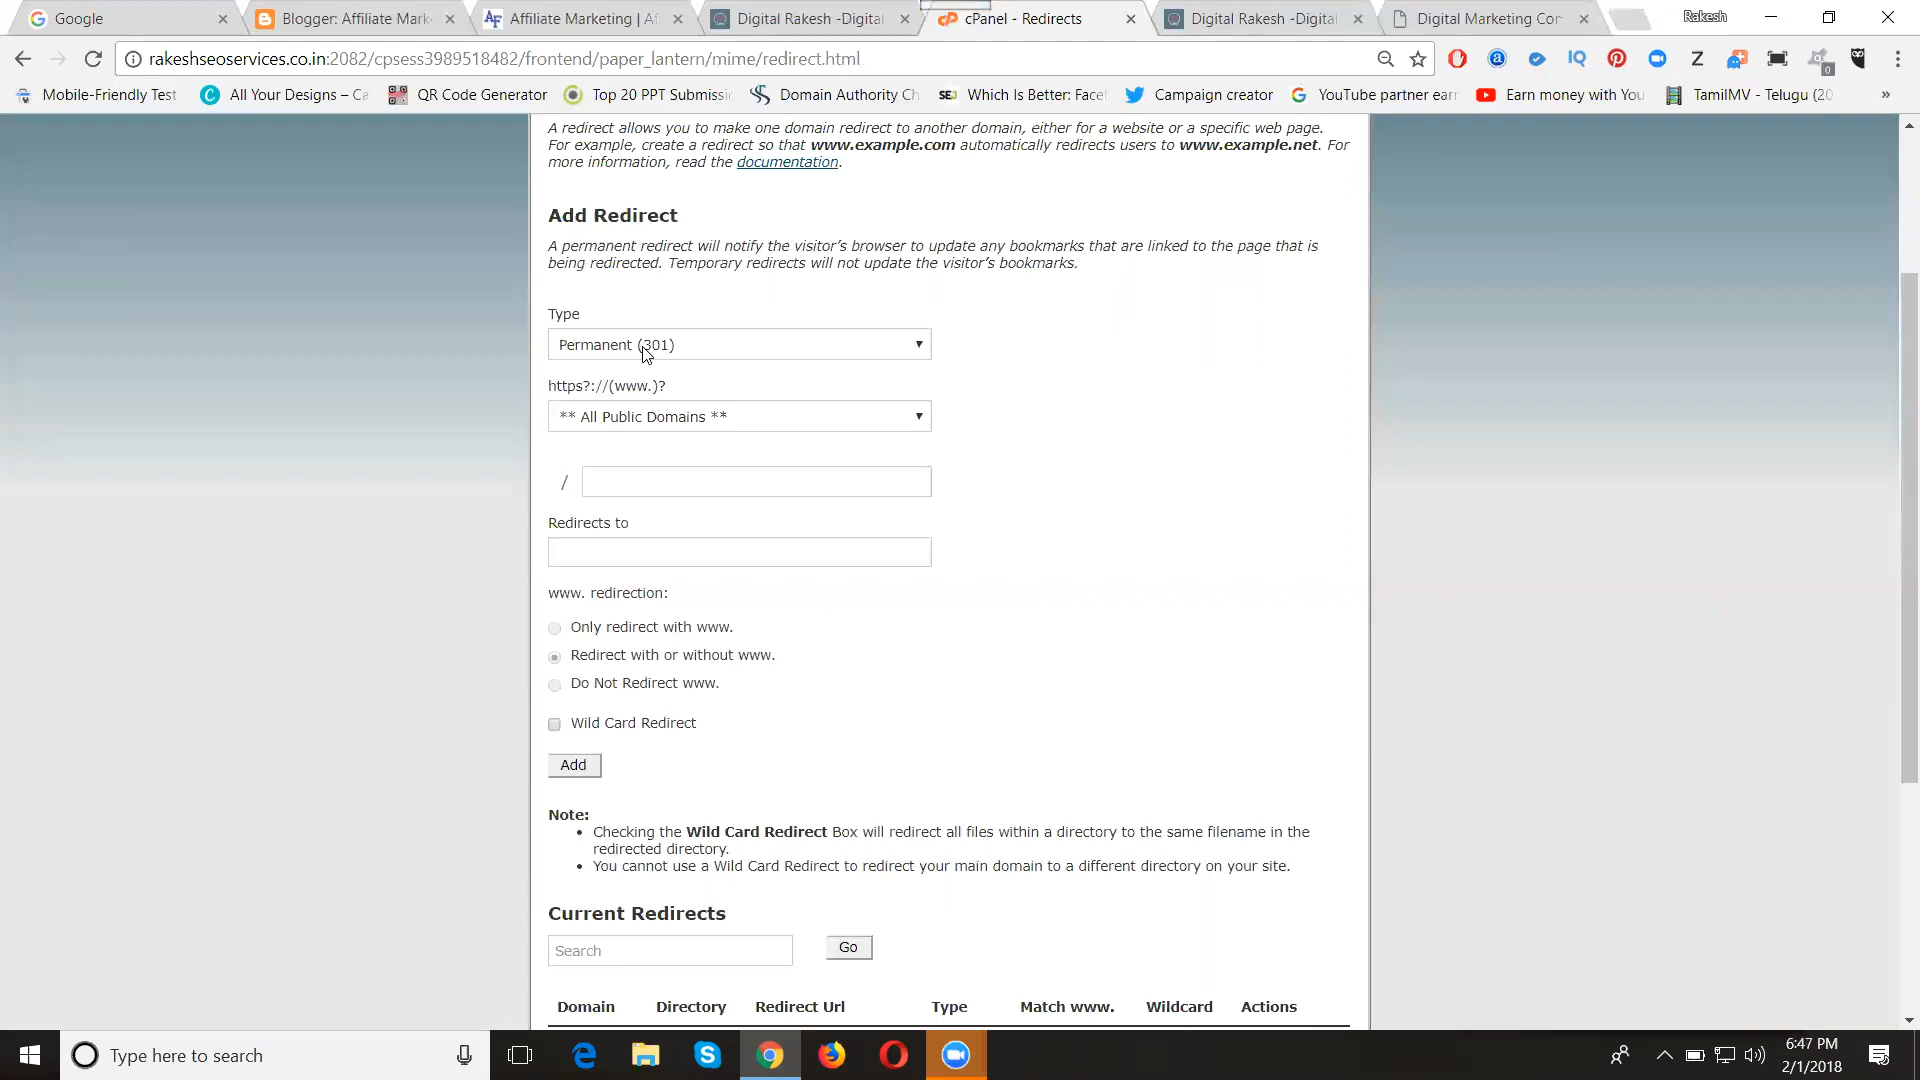 Google
Blogger: Affiliate Mark
Affiliate Marketing | Af
Digital Rakesh -Digital
cPanel - Redirects
Digital Rakesh -Digital
Digital Marketing Cor
Rakesh
rakeshseoservices.co.in:2082/cpsess3989518482/frontend/paper_lantern/mime/redirect.html
Mobile-Friendly Test
All Your Designs – Ca
QR Code Generator
Top 20 PPT Submissi
Domain Authority Ch
SEJ Which Is Better: Face
Campaign creator
YouTube partner earn
Earn money with You
TamilMV - Telugu (20
»
A redirect allows you to make one domain redirect to another domain, either for a website or a specific web page.
For example, create a redirect so that www.example.com automatically redirects users to www.example.net. For
more information, read the documentation.
Add Redirect
A permanent redirect will notify the visitor's browser to update any bookmarks that are linked to the page that is
being redirected. Temporary redirects will not update the visitor's bookmarks.
Type
Permanent (301)
https?://(www.)?
** All Public Domains **
/
Redirects to
www. redirection:
Only redirect with www.
Redirect with or without www.
Do Not Redirect www.
Wild Card Redirect
Add
Note:
• Checking the Wild Card Redirect Box will redirect all files within a directory to the same filename in the
redirected directory.
• You cannot use a Wild Card Redirect to redirect your main domain to a different directory on your site.
Current Redirects
Search
Go
Domain Directory Redirect Url Type Match www. Wildcard Actions
Type here to search
6:47 PM
2/1/2018